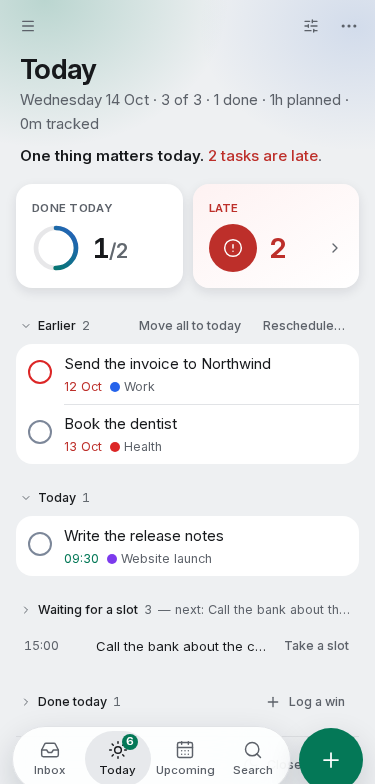 Today
Wednesday 14 Oct · 3 of 3 · 1 done · 1h planned ·
0m tracked
One thing matters today. 2 tasks are late.
DONE TODAY
1/2
LATE
2
Earlier 2 Move all to today Reschedule…
Send the invoice to Northwind
12 Oct Work
Book the dentist
13 Oct Health
Today 1
Write the release notes
09:30 Website launch
Waiting for a slot 3 — next: Call the bank about th…
15:00 Call the bank about the c… Take a slot
Done today 1 Log a win
6
Inbox Today Upcoming Search